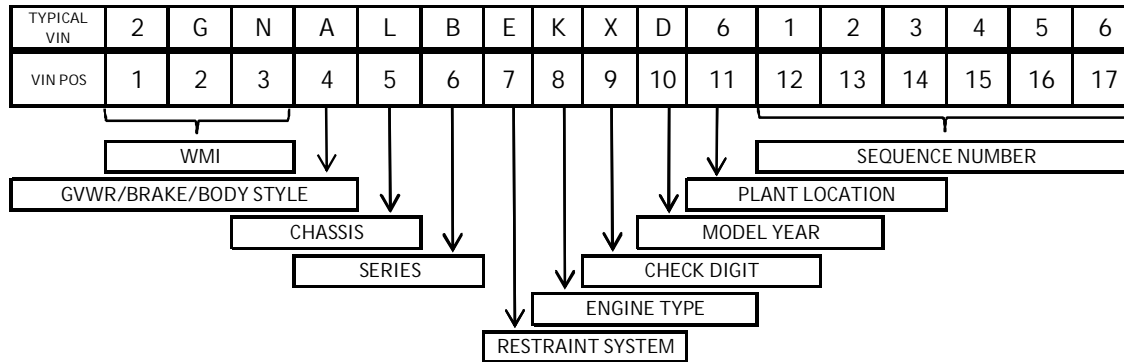 TYPICAL VIN 2 G N A L B E K X D 6 1 2 3 4 5 6
VIN POS 1 2 3 4 5 6 7 8 9 10 11 12 13 14 15 16 17
WMI SEQUENCE NUMBER
GVWR/BRAKE/BODY STYLE PLANT LOCATION
CHASSIS MODEL YEAR
SERIES CHECK DIGIT
ENGINE TYPE
RESTRAINT SYSTEM